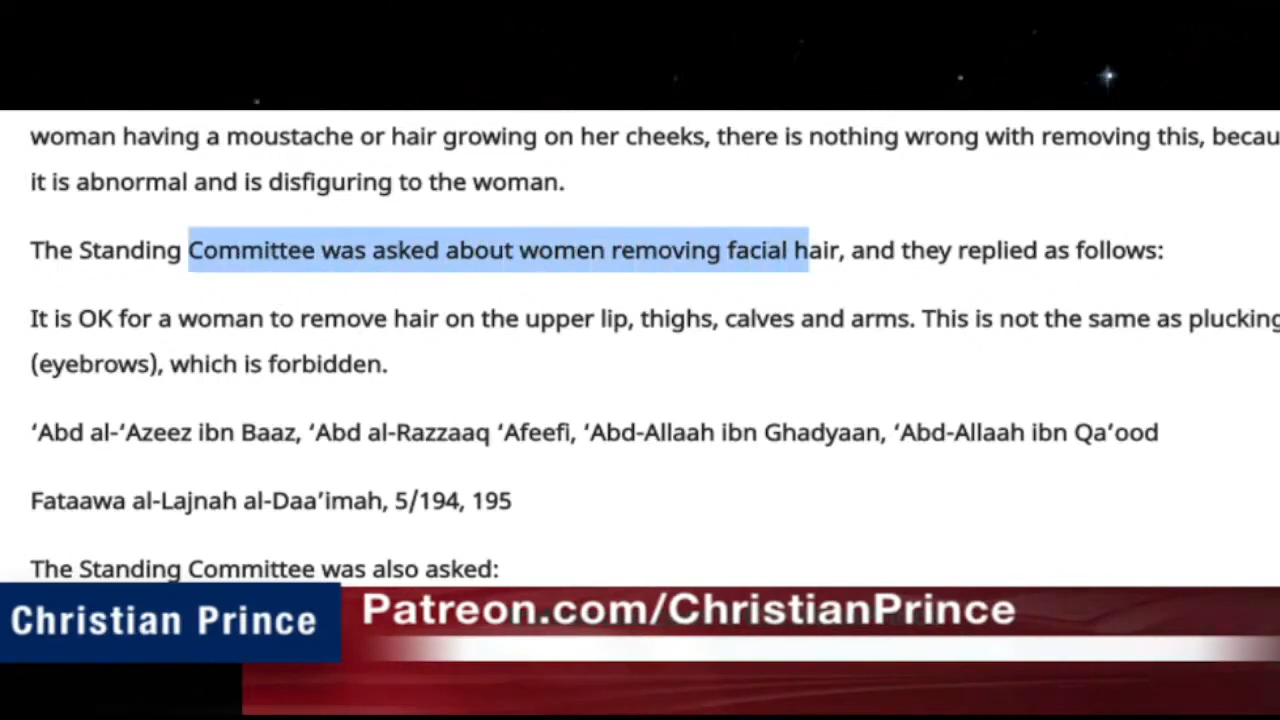 woman having a moustache or hair growing on her cheeks, there is nothing wrong with removing this, becau
it is abnormal and is disfiguring to the woman.
The Standing Committee was asked about women removing facial hair, and they replied as follows:
It is OK for a woman to remove hair on the upper lip, thighs, calves and arms. This is not the same as plucking
(eyebrows), which is forbidden.
‘Abd al-‘Azeez ibn Baaz, ‘Abd al-Razzaaq ‘Afeefi, ‘Abd-Allaah ibn Ghadyaan, ‘Abd-Allaah ibn Qa’ood
Fataawa al-Lajnah al-Daa’imah, 5/194, 195
The Standing Committee was also asked:
Christian Prince
Patreon.com/ChristianPrince